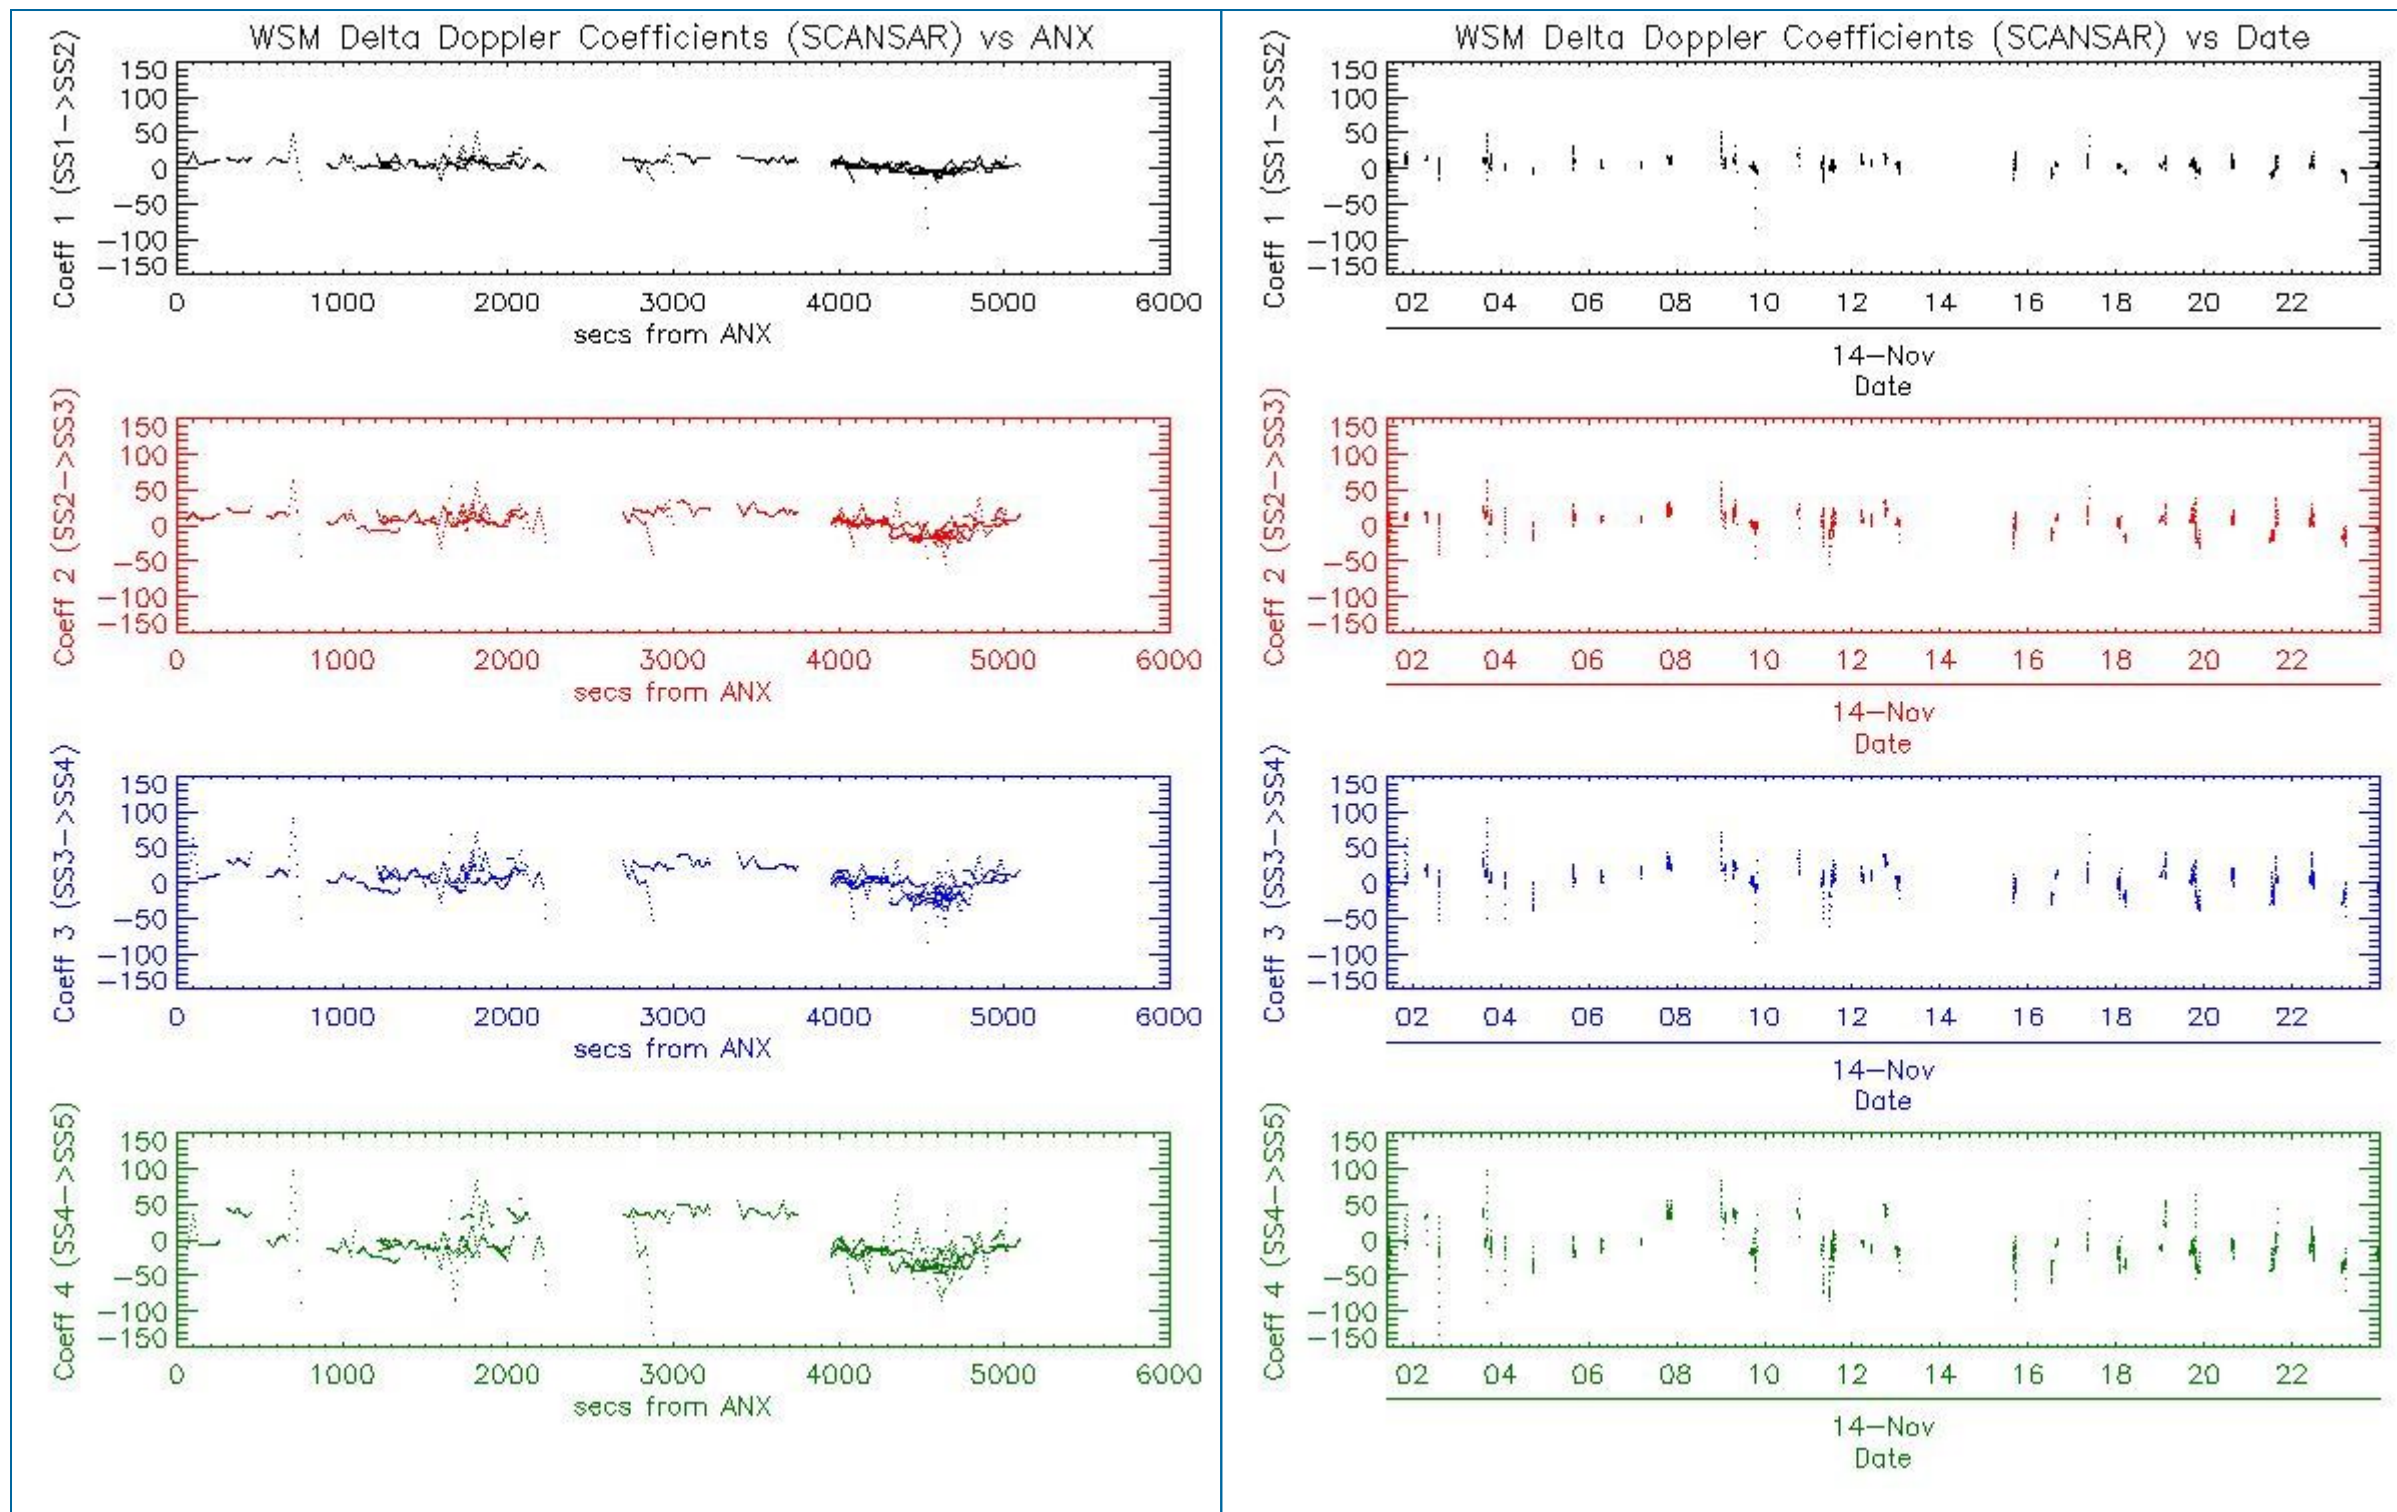 WSM Delta Doppler Coefficients (SCANSAR) vs ANX
Coeff 1 (SS1->SS2)
150
100
50
0
-50
-100
-150
0 1000 2000 3000 4000 5000 6000
secs from ANX
Coeff 2 (SS2->SS3)
150
100
50
0
-50
-100
-150
0 1000 2000 3000 4000 5000 6000
secs from ANX
Coeff 3 (SS3->SS4)
150
100
50
0
-50
-100
-150
0 1000 2000 3000 4000 5000 6000
secs from ANX
Coeff 4 (SS4->SS5)
150
100
50
0
-50
-100
-150
0 1000 2000 3000 4000 5000 6000
secs from ANX
WSM Delta Doppler Coefficients (SCANSAR) vs Date
Coeff 1 (SS1->SS2)
150
100
50
0
-50
-100
-150
02 04 06 08 10 12 14 16 18 20 22
14-Nov
Date
Coeff 2 (SS2->SS3)
150
100
50
0
-50
-100
-150
02 04 06 08 10 12 14 16 18 20 22
14-Nov
Date
Coeff 3 (SS3->SS4)
150
100
50
0
-50
-100
-150
02 04 06 08 10 12 14 16 18 20 22
14-Nov
Date
Coeff 4 (SS4->SS5)
150
100
50
0
-50
-100
-150
02 04 06 08 10 12 14 16 18 20 22
14-Nov
Date